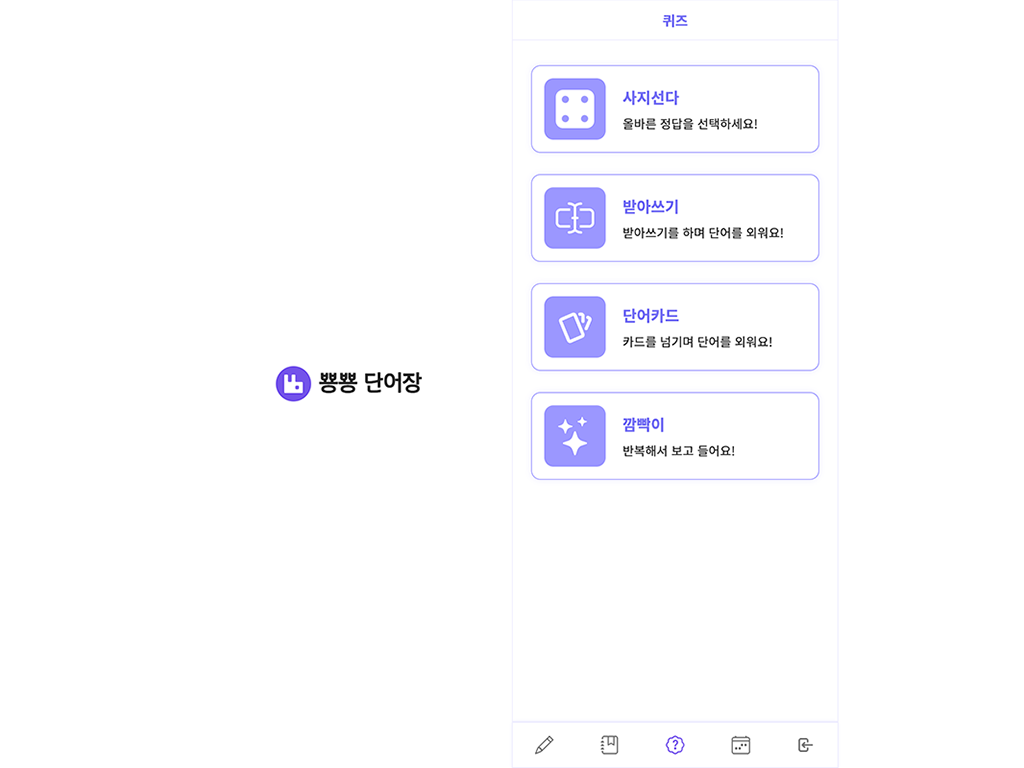 뿅뿅 단어장
퀴즈
사지선다
올바른 정답을 선택하세요!
받아쓰기
받아쓰기를 하며 단어를 외워요!
단어카드
카드를 넘기며 단어를 외워요!
깜빡이
반복해서 보고 들어요!